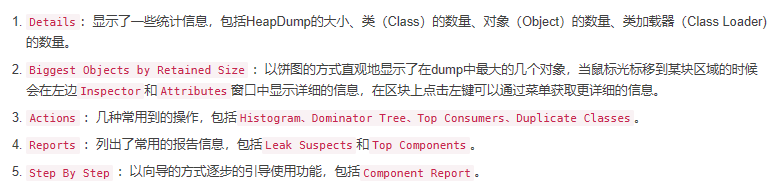 1. Details：显示了一些统计信息，包括HeapDump的大小、类（Class）的数量、对象（Object）的数量、类加载器（Class Loader)
的数量。
2. Biggest Objects by Retained Size：以饼图的方式直观地显示了在dump中最大的几个对象，当鼠标光标移到某块区域的时候
会在左边 Inspector 和 Attributes 窗口中显示详细的信息，在区块上点击左键可以通过菜单获取更详细的信息。
3. Actions：几种常用到的操作，包括 Histogram、Dominator Tree、Top Consumers、Duplicate Classes。
4. Reports：列出了常用的报告信息，包括 Leak Suspects 和 Top Components。
5. Step By Step：以向导的方式逐步的引导使用功能，包括 Component Report。